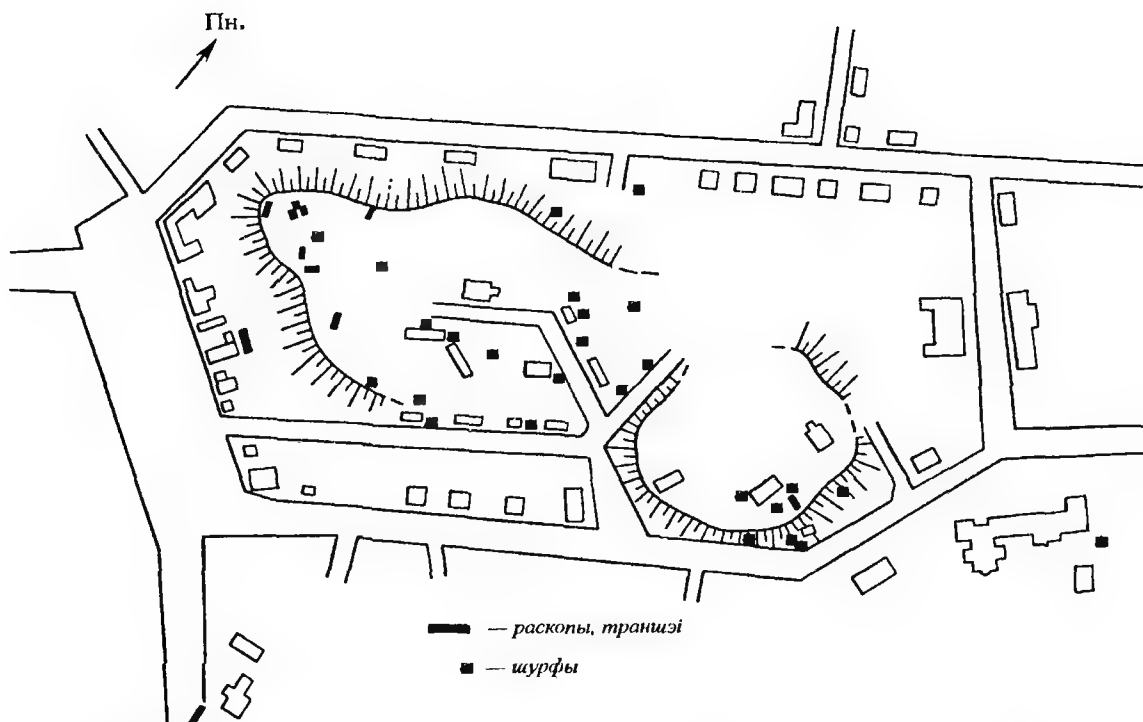 Пн.
— раскопы, траншэі
— шурфы